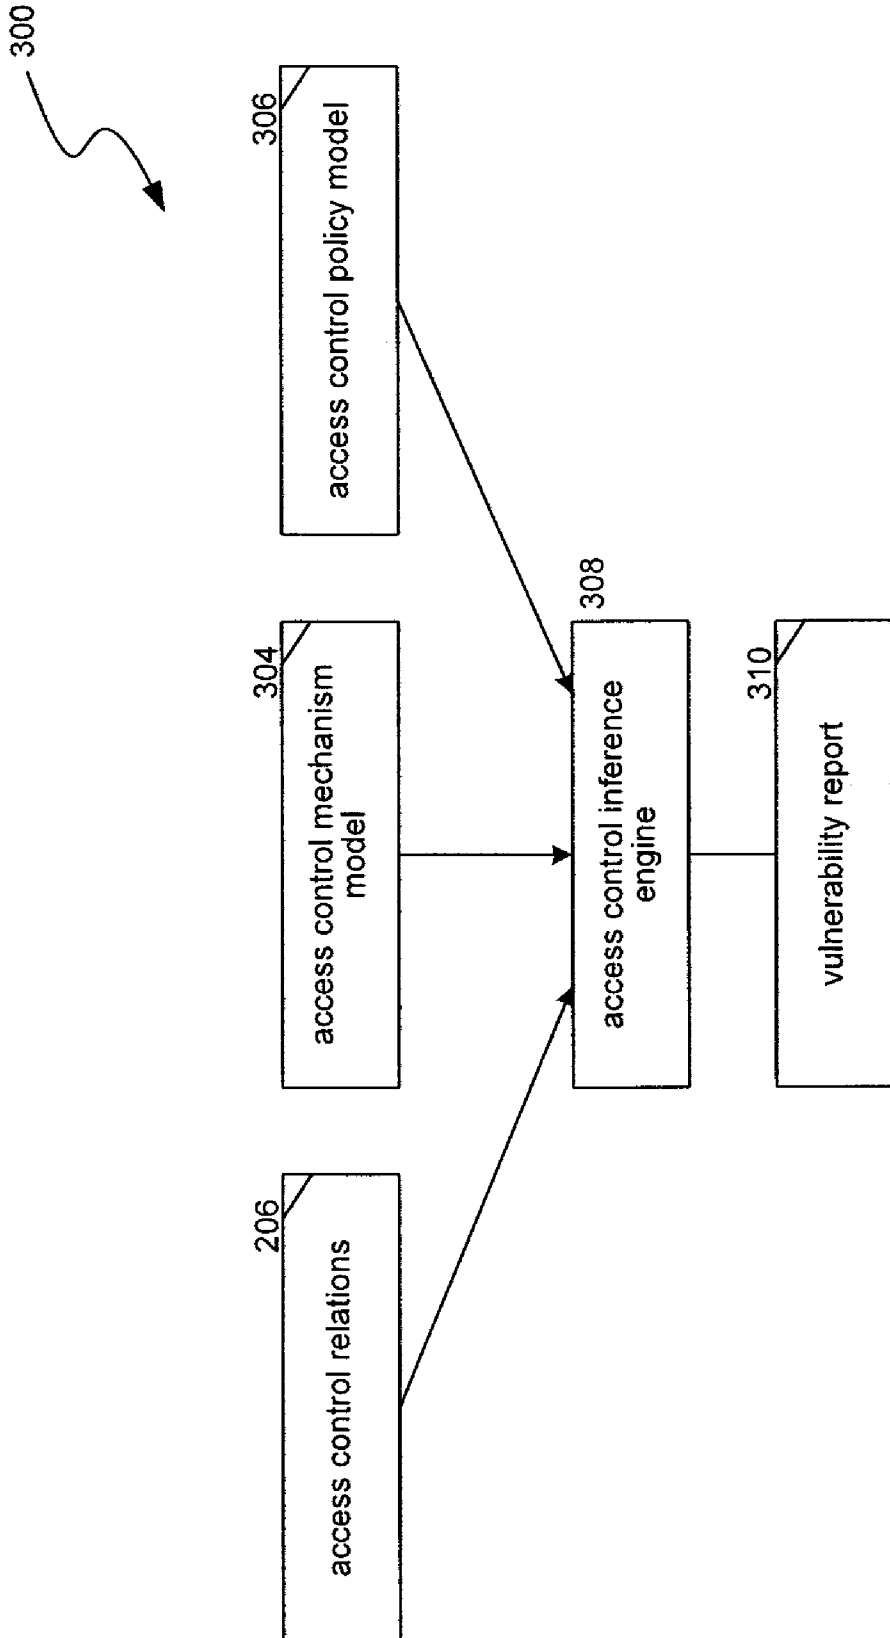 300
206
access control relations
304
access control mechanism
model
306
access control policy model
308
access control inference
engine
310
vulnerability report